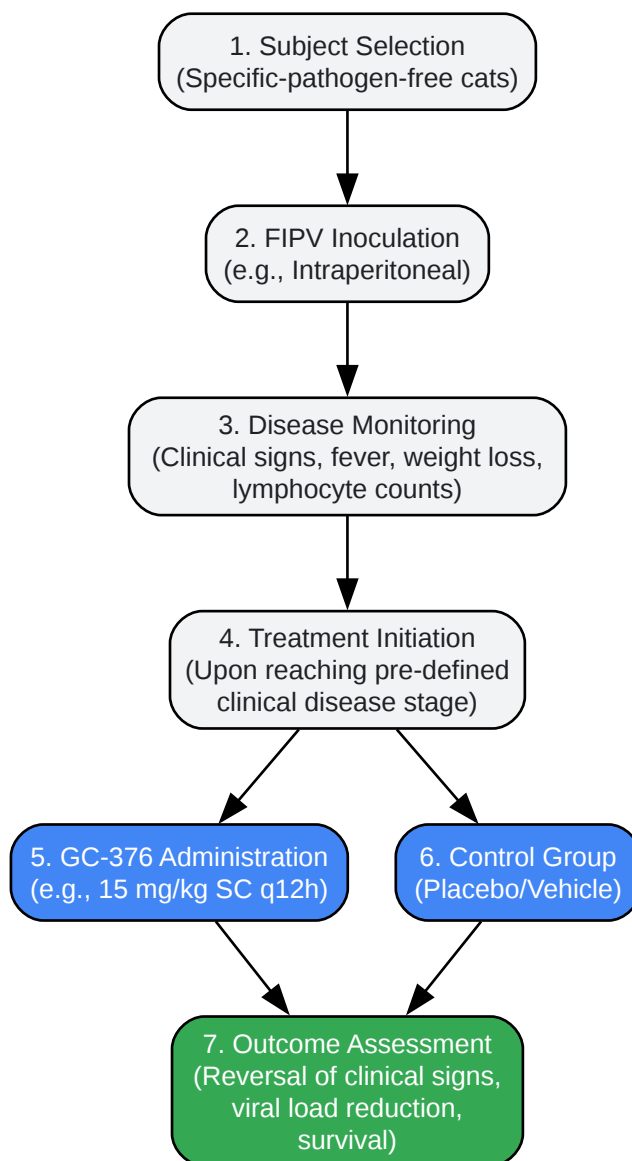 1. Subject Selection
(Specific-pathogen-free cats)
2. FIPV Inoculation
(e.g., Intraperitoneal)
3. Disease Monitoring
(Clinical signs, fever, weight loss,
lymphocyte counts)
4. Treatment Initiation
(Upon reaching pre-defined
clinical disease stage)
5. GC-376 Administration
(e.g., 15 mg/kg SC q12h)
6. Control Group
(Placebo/Vehicle)
7. Outcome Assessment
(Reversal of clinical signs,
viral load reduction,
survival)